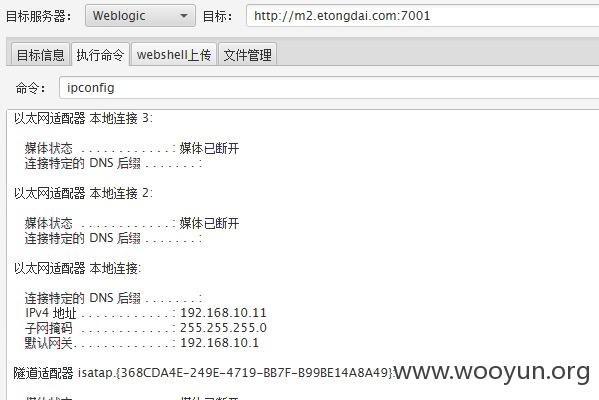 目标服务器： Weblogic 目标： http://m2.etongdai.com:7001
目标信息 执行命令 webshell上传 文件管理
命令： ipconfig
以太网适配器 本地连接 3:
媒体状态 . . . . . . . . . . . . : 媒体已断开
连接特定的 DNS 后缀 . . . . . . . :
以太网适配器 本地连接 2:
媒体状态 . . . . . . . . . . . . : 媒体已断开
连接特定的 DNS 后缀 . . . . . . . :
以太网适配器 本地连接:
连接特定的 DNS 后缀 . . . . . . . :
IPv4 地址 . . . . . . . . . . . . : 192.168.10.11
子网掩码 . . . . . . . . . . . . : 255.255.255.0
默认网关. . . . . . . . . . . . . : 192.168.10.1
隧道适配器 isatap.{368CDA4E-249E-4719-BB7F-B99BE14A8A49}:
www.wooyun.org